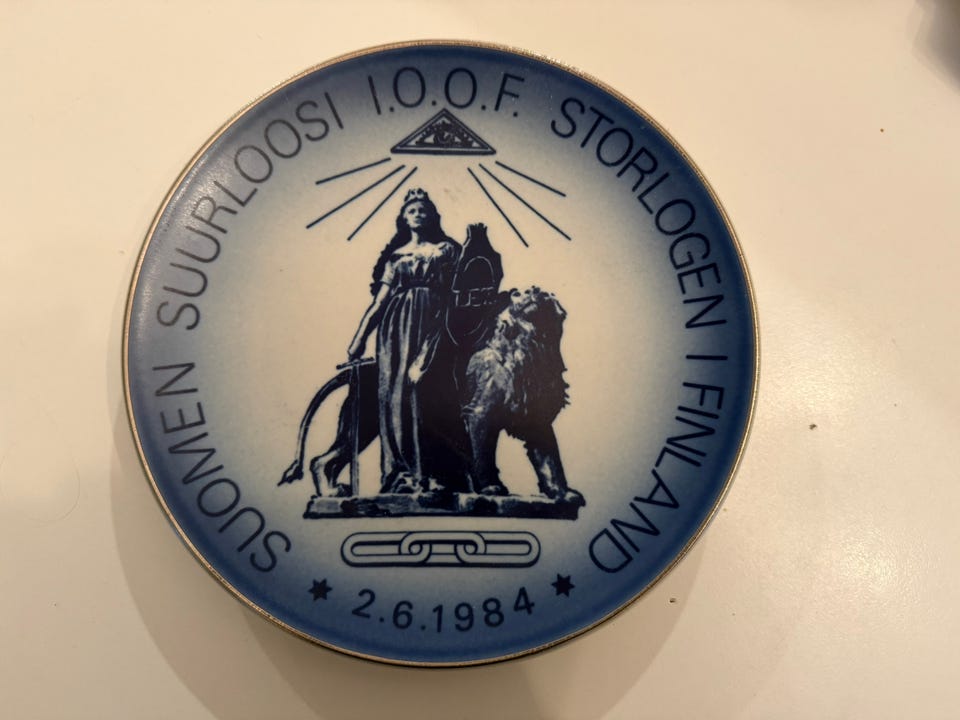 SUOMEN SUURLOOSI I.O.O.F. STORLOGEN I FINLAND
LEX
2.6.1984